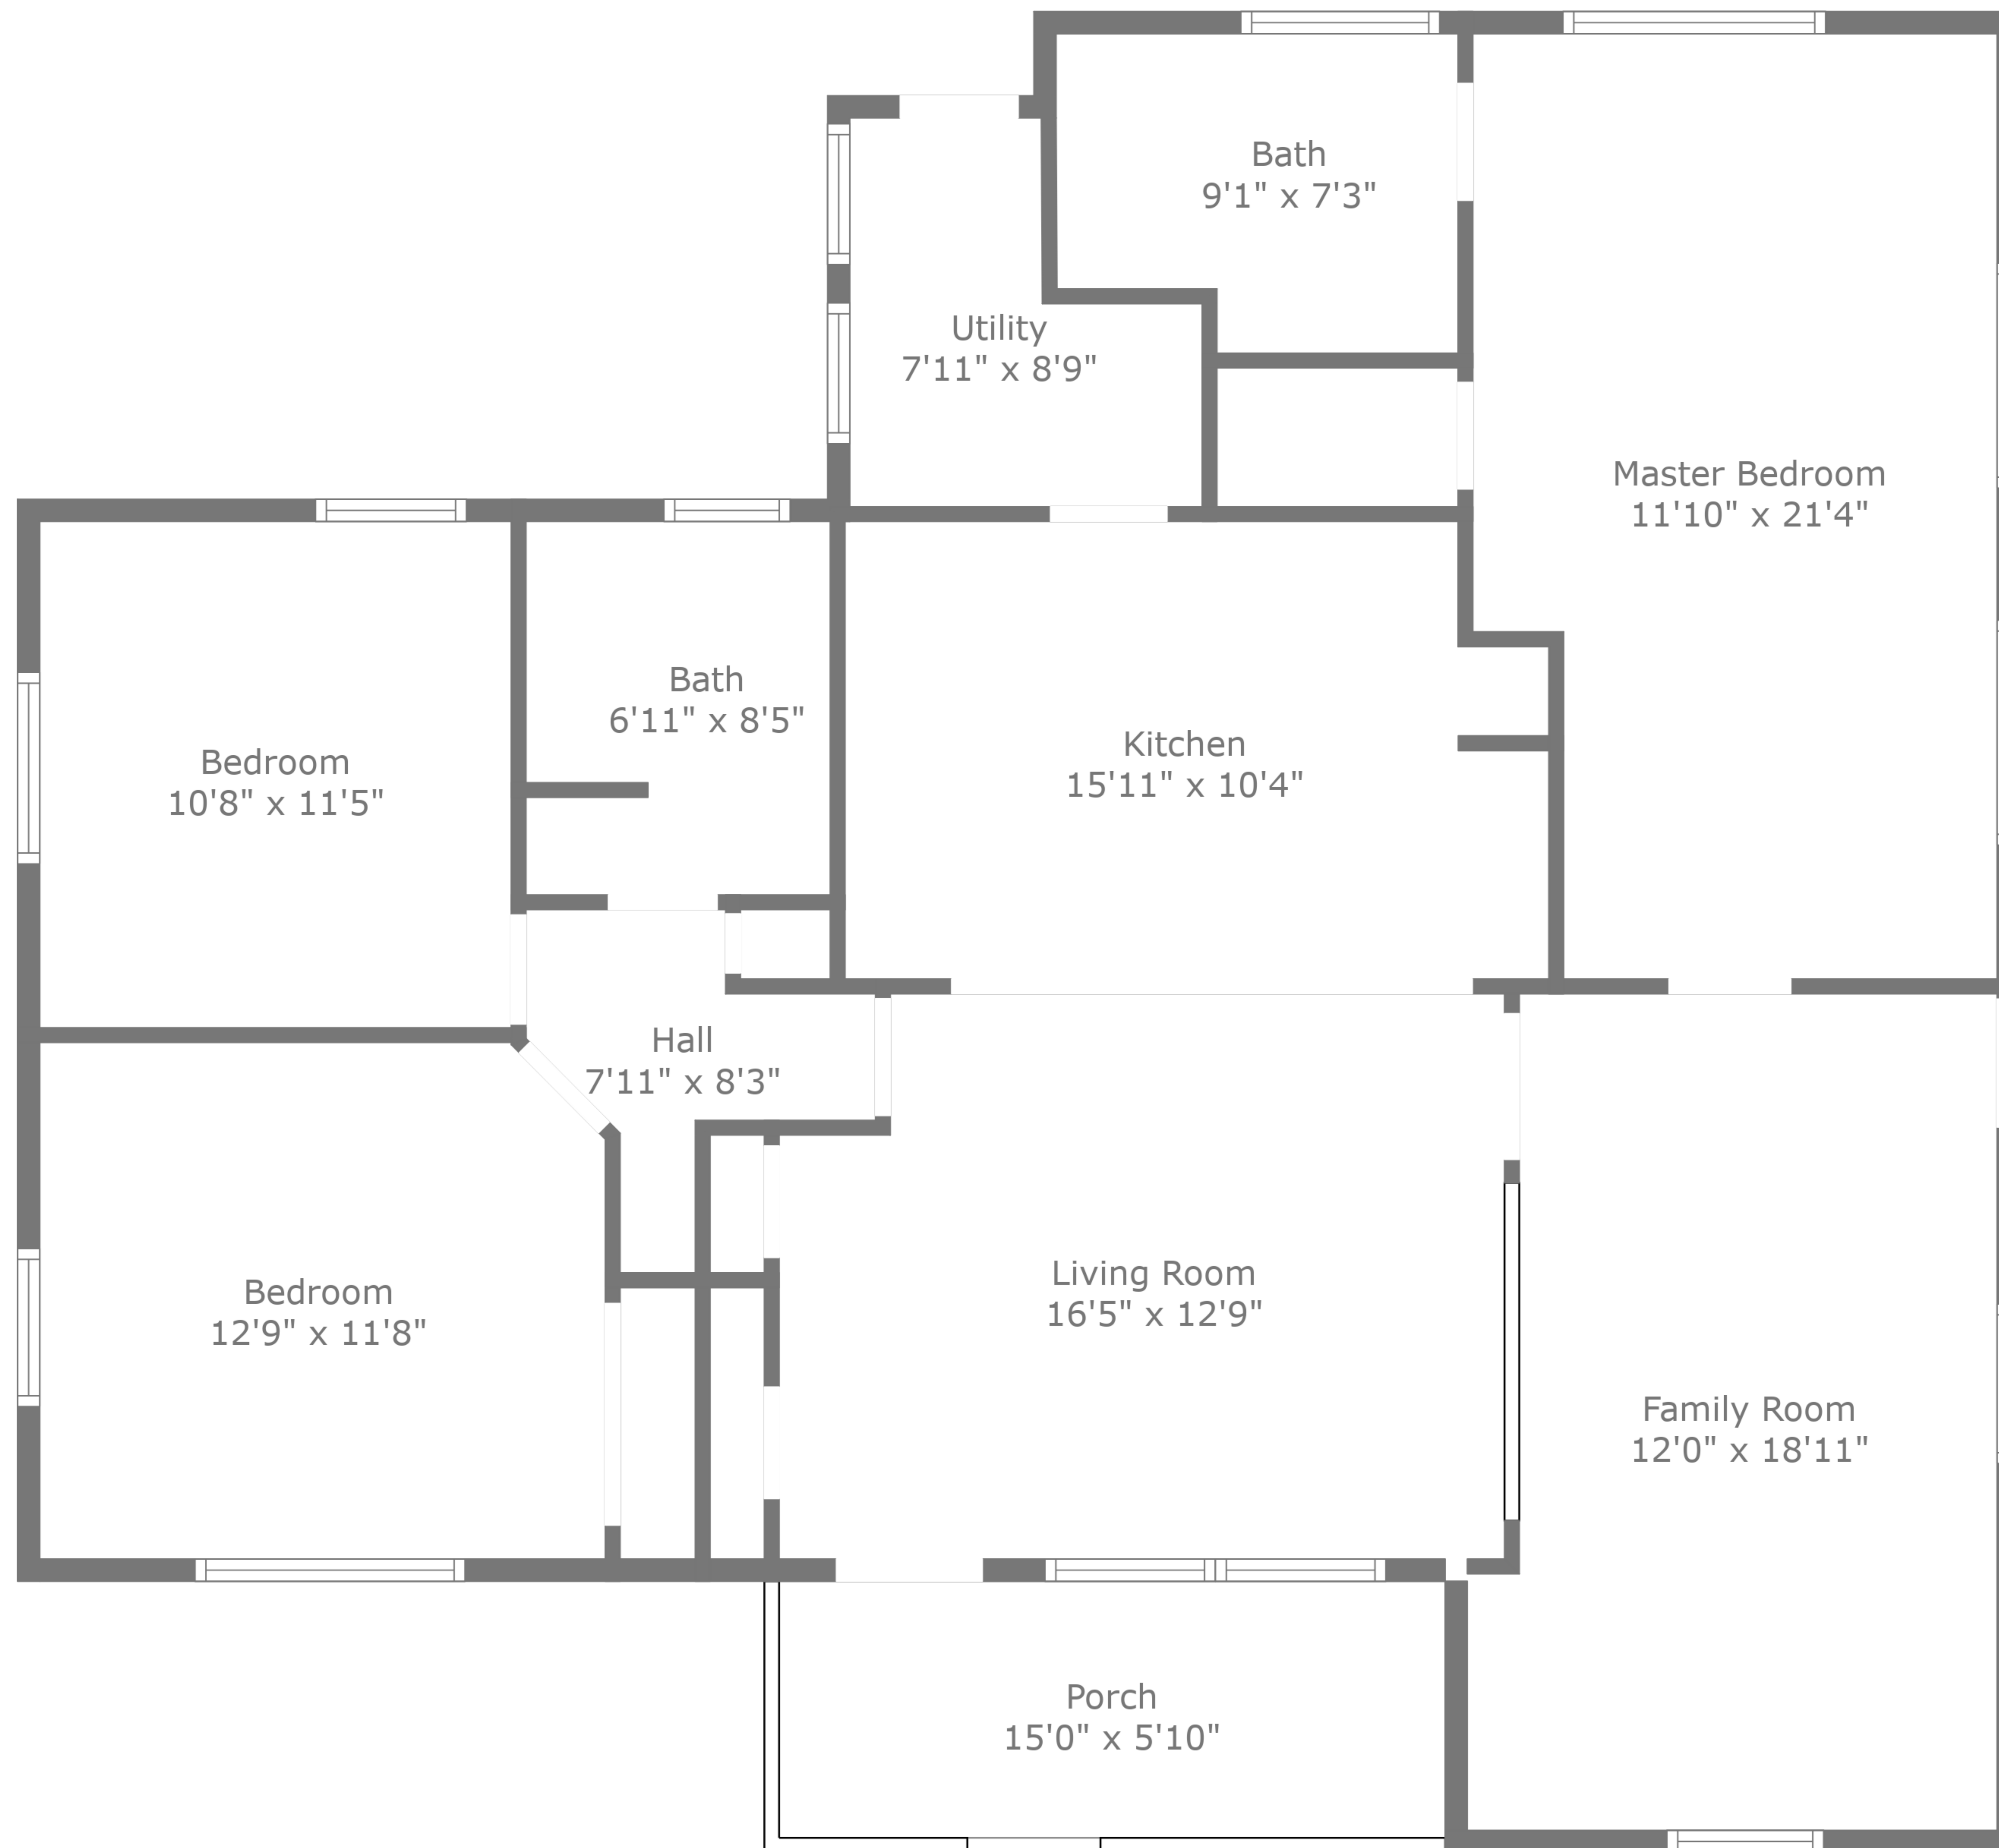 Bath
9'1" x 7'3"
Utility
7'11" x 8'9"
Master Bedroom
11'10" x 21'4"
Bath
6'11" x 8'5"
Kitchen
15'11" x 10'4"
Bedroom
10'8" x 11'5"
Hall
7'11" x 8'3"
Living Room
16'5" x 12'9"
Bedroom
12'9" x 11'8"
Family Room
12'0" x 18'11"
Porch
15'0" x 5'10"